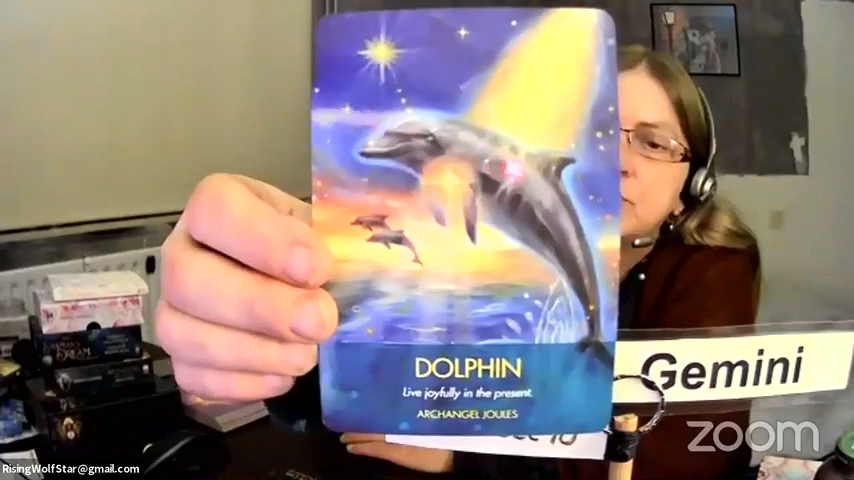 DOLPHIN
Live joyfully in the present.
ARCHANGEL JOULES
Gemini
zoom
RisingWolfStar@gmail.com